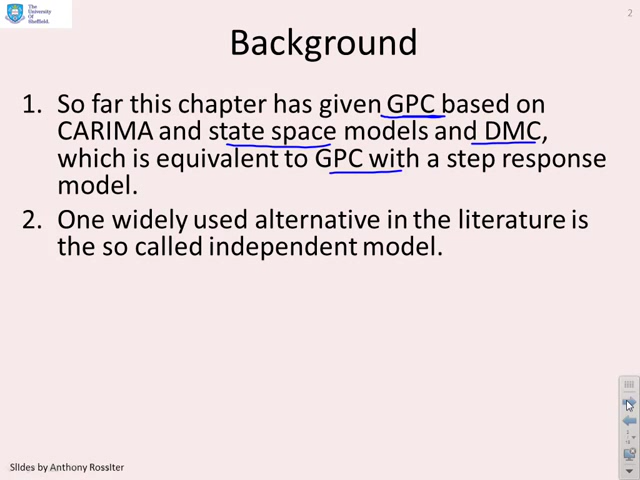 The
University
Of
Sheffield.
2
Background
1. So far this chapter has given GPC based on
CARIMA and state space models and DMC,
which is equivalent to GPC with a step response
model.
2. One widely used alternative in the literature is
the so called independent model.
Slides by Anthony Rossiter